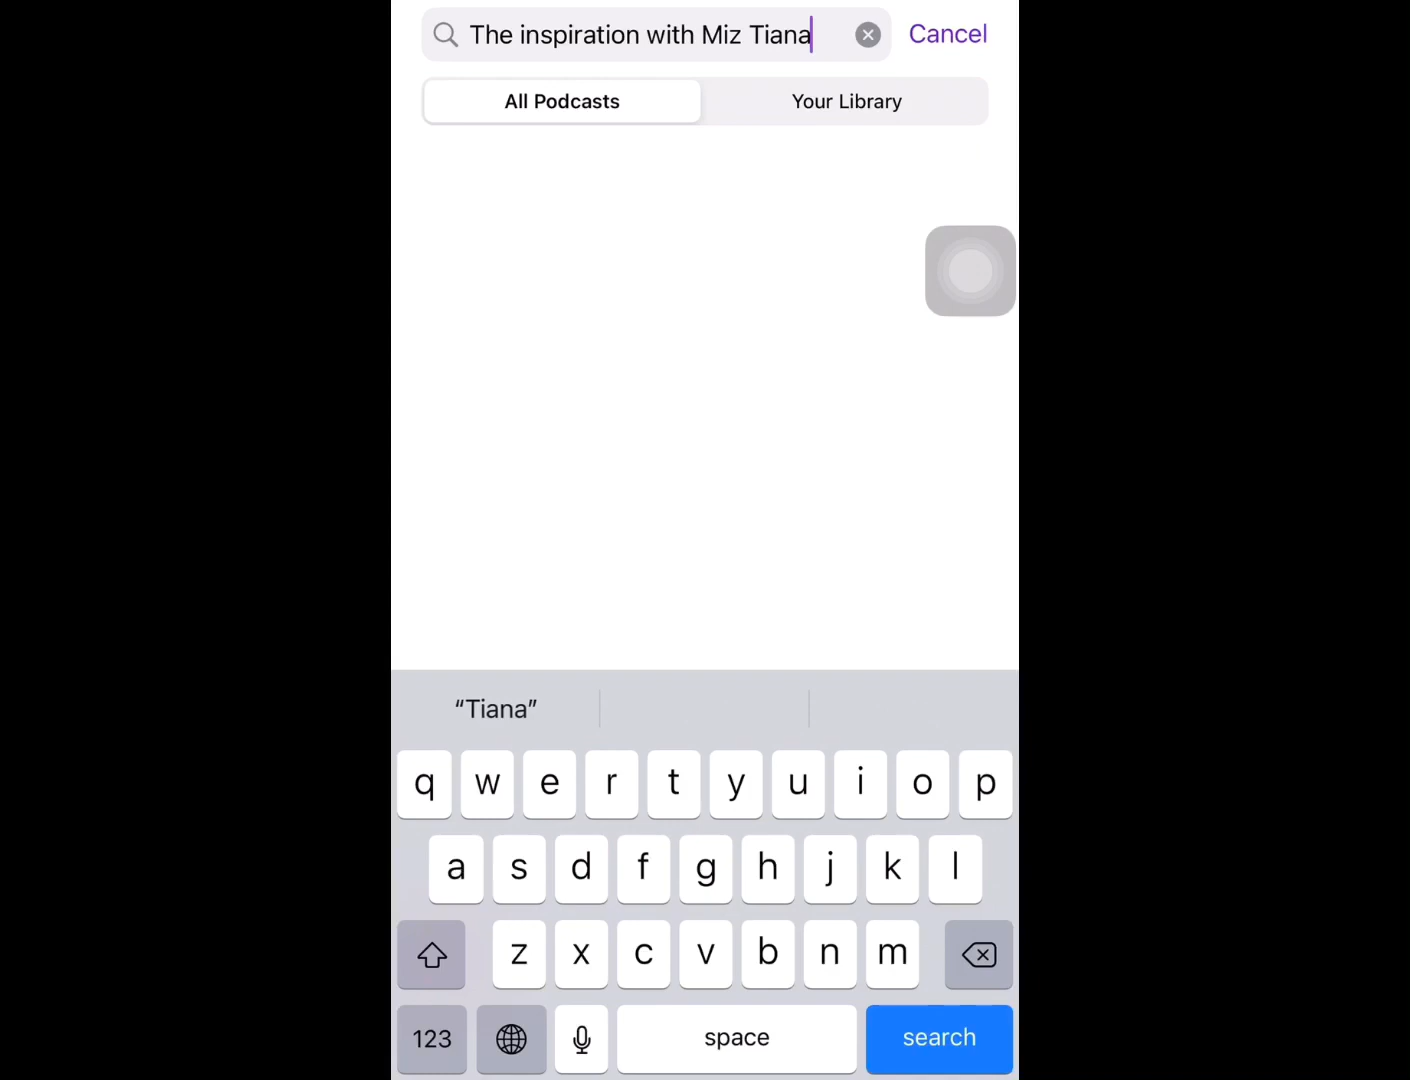 The inspiration with Miz Tiana Cancel
All Podcasts Your Library
“Tiana”
q w e r t y u i o p
a s d f g h j k l
z x c v b n m
123 space search